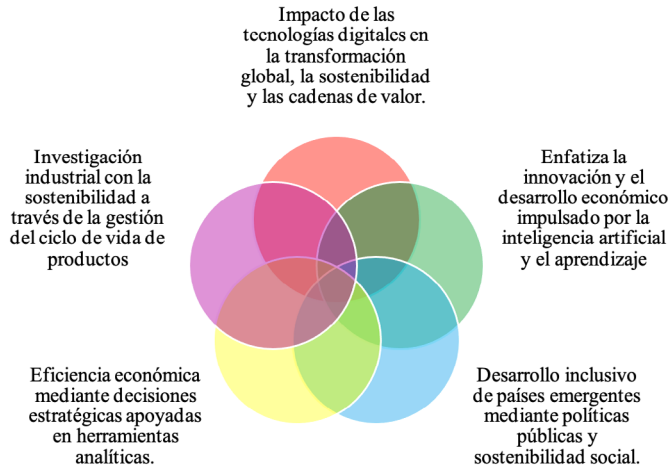 Impacto de las
tecnologías digitales en
la transformación
global, la sostenibilidad
y las cadenas de valor.
Investigación
industrial con la
sostenibilidad a
través de la gestión
del ciclo de vida de
productos
Enfatiza la
innovación y el
desarrollo económico
impulsado por la
inteligencia artificial
y el aprendizaje
Eficiencia económica
mediante decisiones
estratégicas apoyadas
en herramientas
analíticas.
Desarrollo inclusivo
de países emergentes
mediante políticas
públicas y
sostenibilidad social.